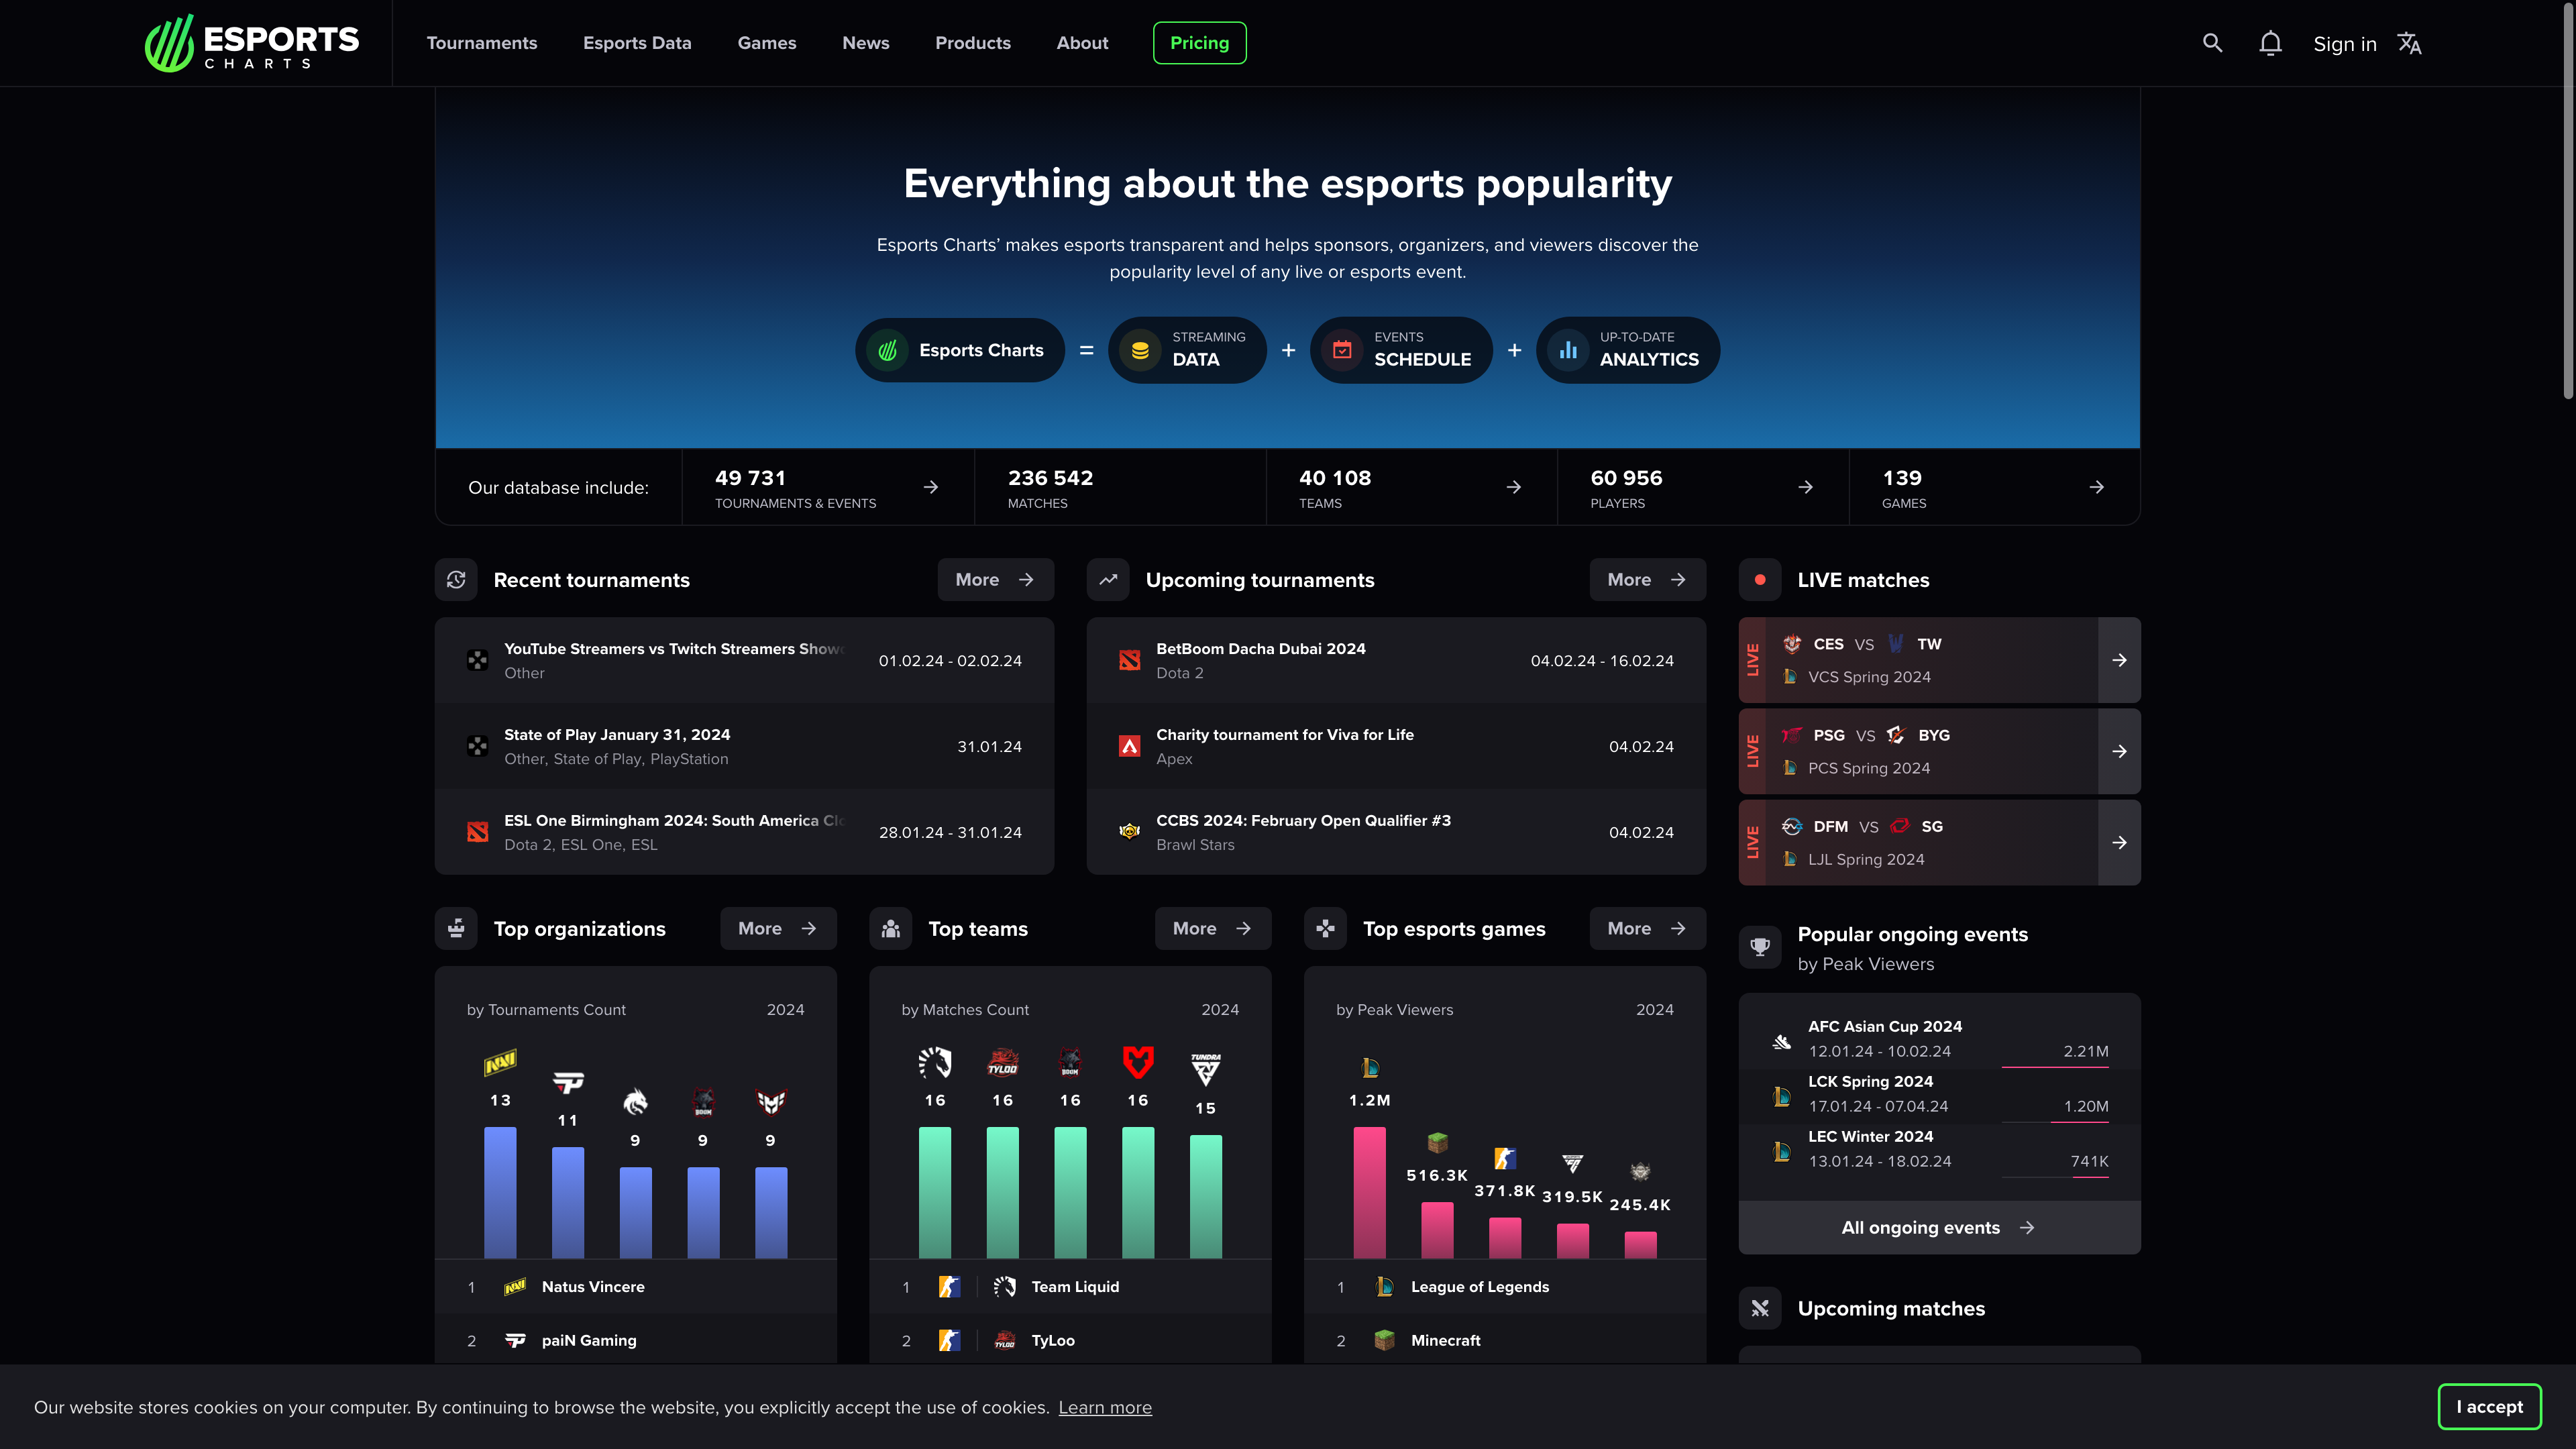 ESPORTS
CHARTS
Tournaments
Esports Data
Games
News
Products
About
Pricing
Sign in
Everything about the esports popularity
Esports Charts’ makes esports transparent and helps sponsors, organizers, and viewers discover the
popularity level of any live or esports event.
Esports Charts
=
STREAMING
DATA
+
EVENTS
SCHEDULE
+
UP-TO-DATE
ANALYTICS
Our database include:
49 731
TOURNAMENTS & EVENTS
236 542
MATCHES
40 108
TEAMS
60 956
PLAYERS
139
GAMES
Recent tournaments
More
YouTube Streamers vs Twitch Streamers
Other
01.02.24 - 02.02.24
State of Play January 31, 2024
Other, State of Play, PlayStation
31.01.24
ESL One Birmingham 2024: South America
Dota 2, ESL One, ESL
28.01.24 - 31.01.24
Upcoming tournaments
More
BetBoom Dacha Dubai 2024
Dota 2
04.02.24 - 16.02.24
Charity tournament for Viva for Life
Apex
04.02.24
CCBS 2024: February Open Qualifier #3
Brawl Stars
04.02.24
LIVE matches
LIVE
CES VS TW
VCS Spring 2024
LIVE
PSG VS BYG
PCS Spring 2024
LIVE
DFM VS SG
LJL Spring 2024
Top organizations
More
by Tournaments Count
2024
13
11
9
9
9
1 Natus Vincere
2 paiN Gaming
Top teams
More
by Matches Count
2024
TYLOO
BOOM
TUNDRA
16
16
16
16
15
1 Team Liquid
2 TyLoo
Top esports games
More
by Peak Viewers
2024
1.2M
516.3K
371.8K
319.5K
245.4K
1 League of Legends
2 Minecraft
Popular ongoing events
by Peak Viewers
AFC Asian Cup 2024
12.01.24 - 10.02.24
2.21M
LCK Spring 2024
17.01.24 - 07.04.24
1.20M
LEC Winter 2024
13.01.24 - 18.02.24
741K
All ongoing events
Upcoming matches
Our website stores cookies on your computer. By continuing to browse the website, you explicitly accept the use of cookies. Learn more
I accept